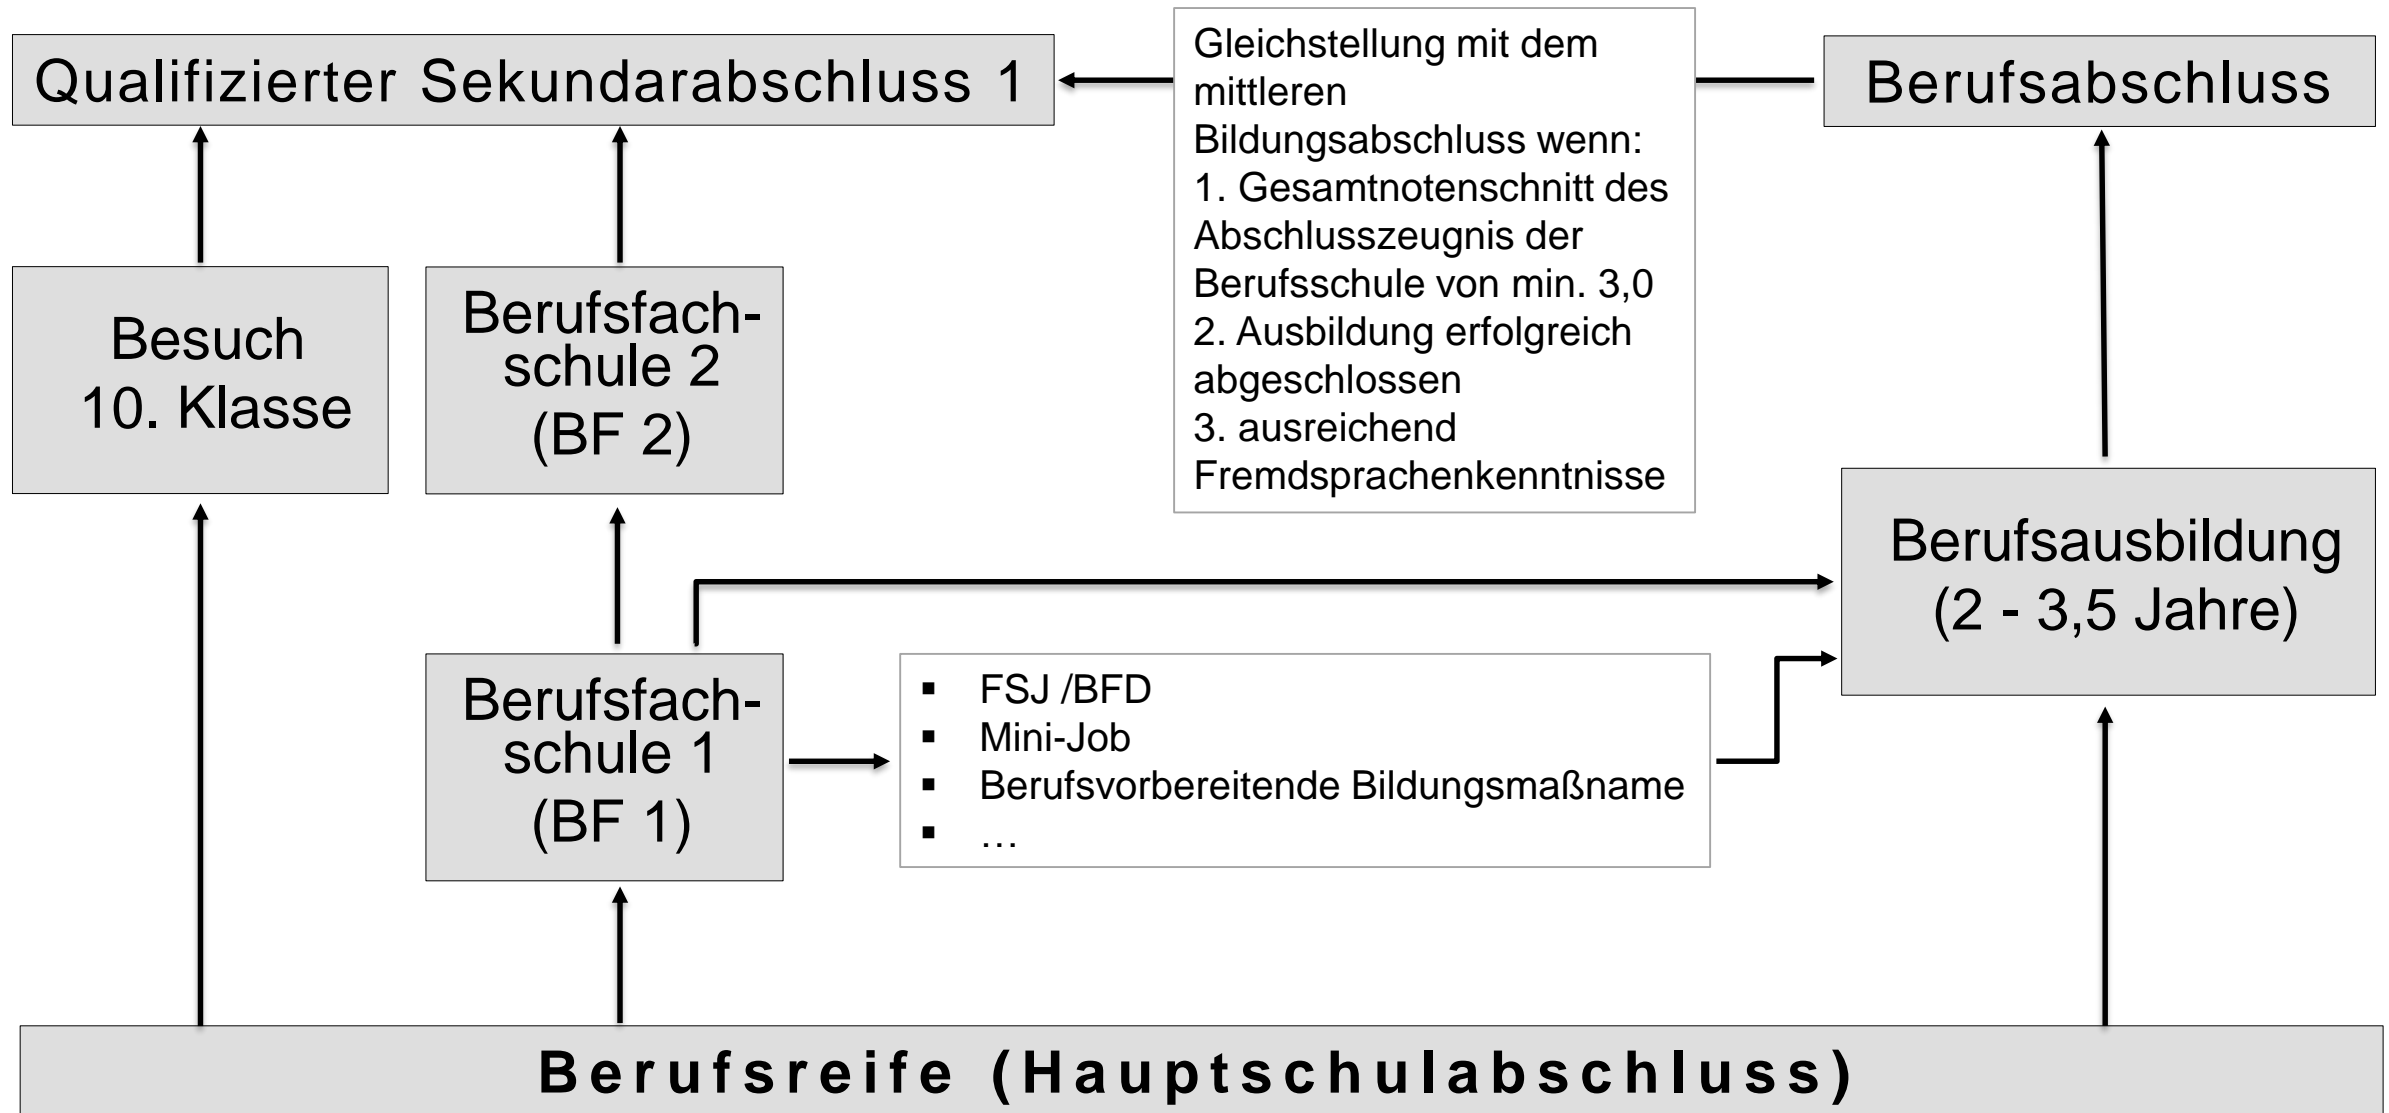 Qualifizierter Sekundarabschluss 1
Gleichstellung mit dem
mittleren
Bildungsabschluss wenn:
1. Gesamtnotenschnitt des
Abschlusszeugnis der
Berufsschule von min. 3,0
2. Ausbildung erfolgreich
abgeschlossen
3. ausreichend
Fremdsprachenkenntnisse
Berufsabschluss
Besuch
10. Klasse
Berufsfach-
schule 2
(BF 2)
Berufsausbildung
(2 - 3,5 Jahre)
Berufsfach-
schule 1
(BF 1)
▪ FSJ /BFD
▪ Mini-Job
▪ Berufsvorbereitende Bildungsmaßname
▪ …
Berufsreife (Hauptschulabschluss)